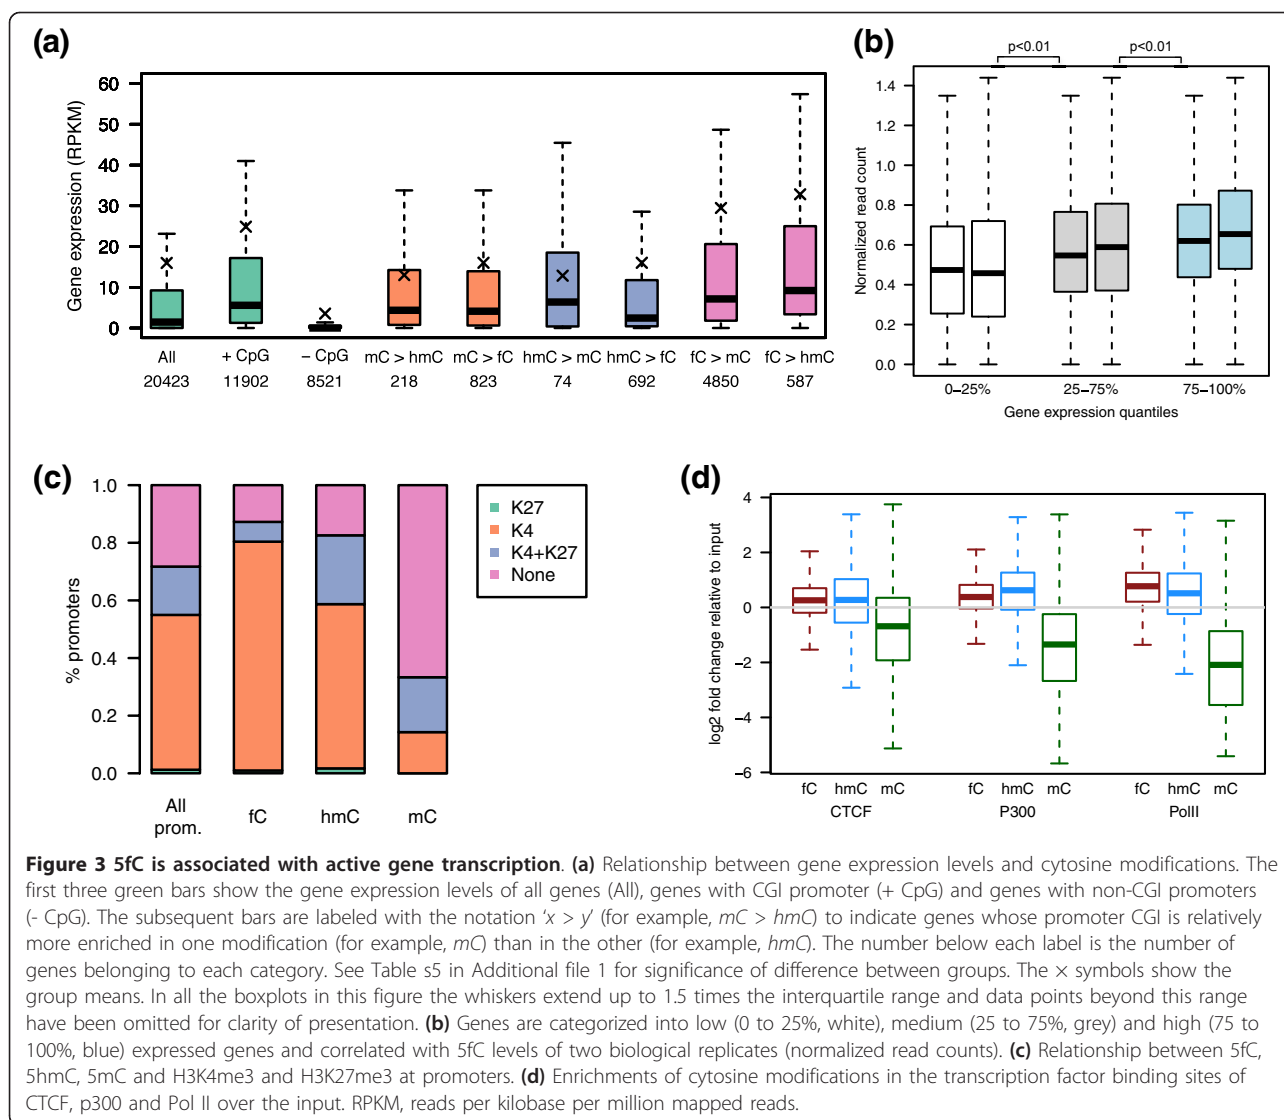 (a)
Gene expression (RPKM)
60
50
40
30
20
10
0
All + CpG − CpG mC > hmC mC > fC hmC > mC hmC > fC fC > mC fC > hmC
20423 11902 8521 218 823 74 692 4850 587
(b)
p<0.01 p<0.01
Normalized read count
1.4
1.2
1.0
0.8
0.6
0.4
0.2
0.0
0−25% 25−75% 75−100%
Gene expression quantiles
(c)
% promoters
1.0
0.8
0.6
0.4
0.2
0.0
All prom. fC hmC mC
K27
K4
K4+K27
None
(d)
log2 fold change relative to input
4
2
0
−2
−4
−6
fC hmC mC fC hmC mC fC hmC mC
CTCF P300 PolII
Figure 3 5fC is associated with active gene transcription. (a) Relationship between gene expression levels and cytosine modifications. The
first three green bars show the gene expression levels of all genes (All), genes with CGI promoter (+ CpG) and genes with non-CGI promoters
(- CpG). The subsequent bars are labeled with the notation ‘x > y’ (for example, mC > hmC) to indicate genes whose promoter CGI is relatively
more enriched in one modification (for example, mC) than in the other (for example, hmC). The number below each label is the number of
genes belonging to each category. See Table s5 in Additional file 1 for significance of difference between groups. The × symbols show the
group means. In all the boxplots in this figure the whiskers extend up to 1.5 times the interquartile range and data points beyond this range
have been omitted for clarity of presentation. (b) Genes are categorized into low (0 to 25%, white), medium (25 to 75%, grey) and high (75 to
100%, blue) expressed genes and correlated with 5fC levels of two biological replicates (normalized read counts). (c) Relationship between 5fC,
5hmC, 5mC and H3K4me3 and H3K27me3 at promoters. (d) Enrichments of cytosine modifications in the transcription factor binding sites of
CTCF, p300 and Pol II over the input. RPKM, reads per kilobase per million mapped reads.